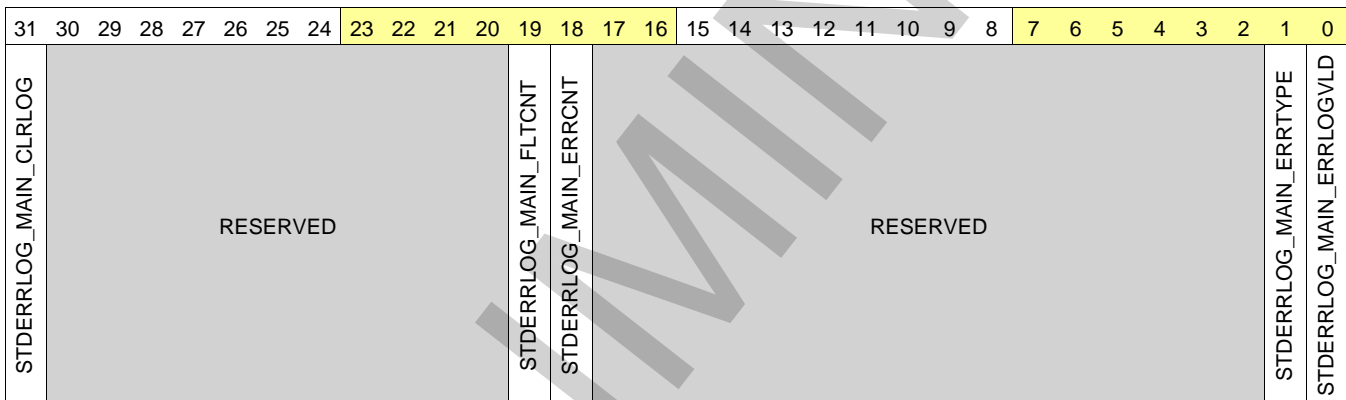 31 30 29 28 27 26 25 24 23 22 21 20 19 18 17 16 15 14 13 12 11 10 9 8 7 6 5 4 3 2 1 0
STDERRLOG_MAIN_CLRLOG
RESERVED
STDERRLOG_MAIN_FLTCNT
STDERRLOG_MAIN_ERRCNT
RESERVED
STDERRLOG_MAIN_ERRTYPE
STDERRLOG_MAIN_ERRLOGVLD